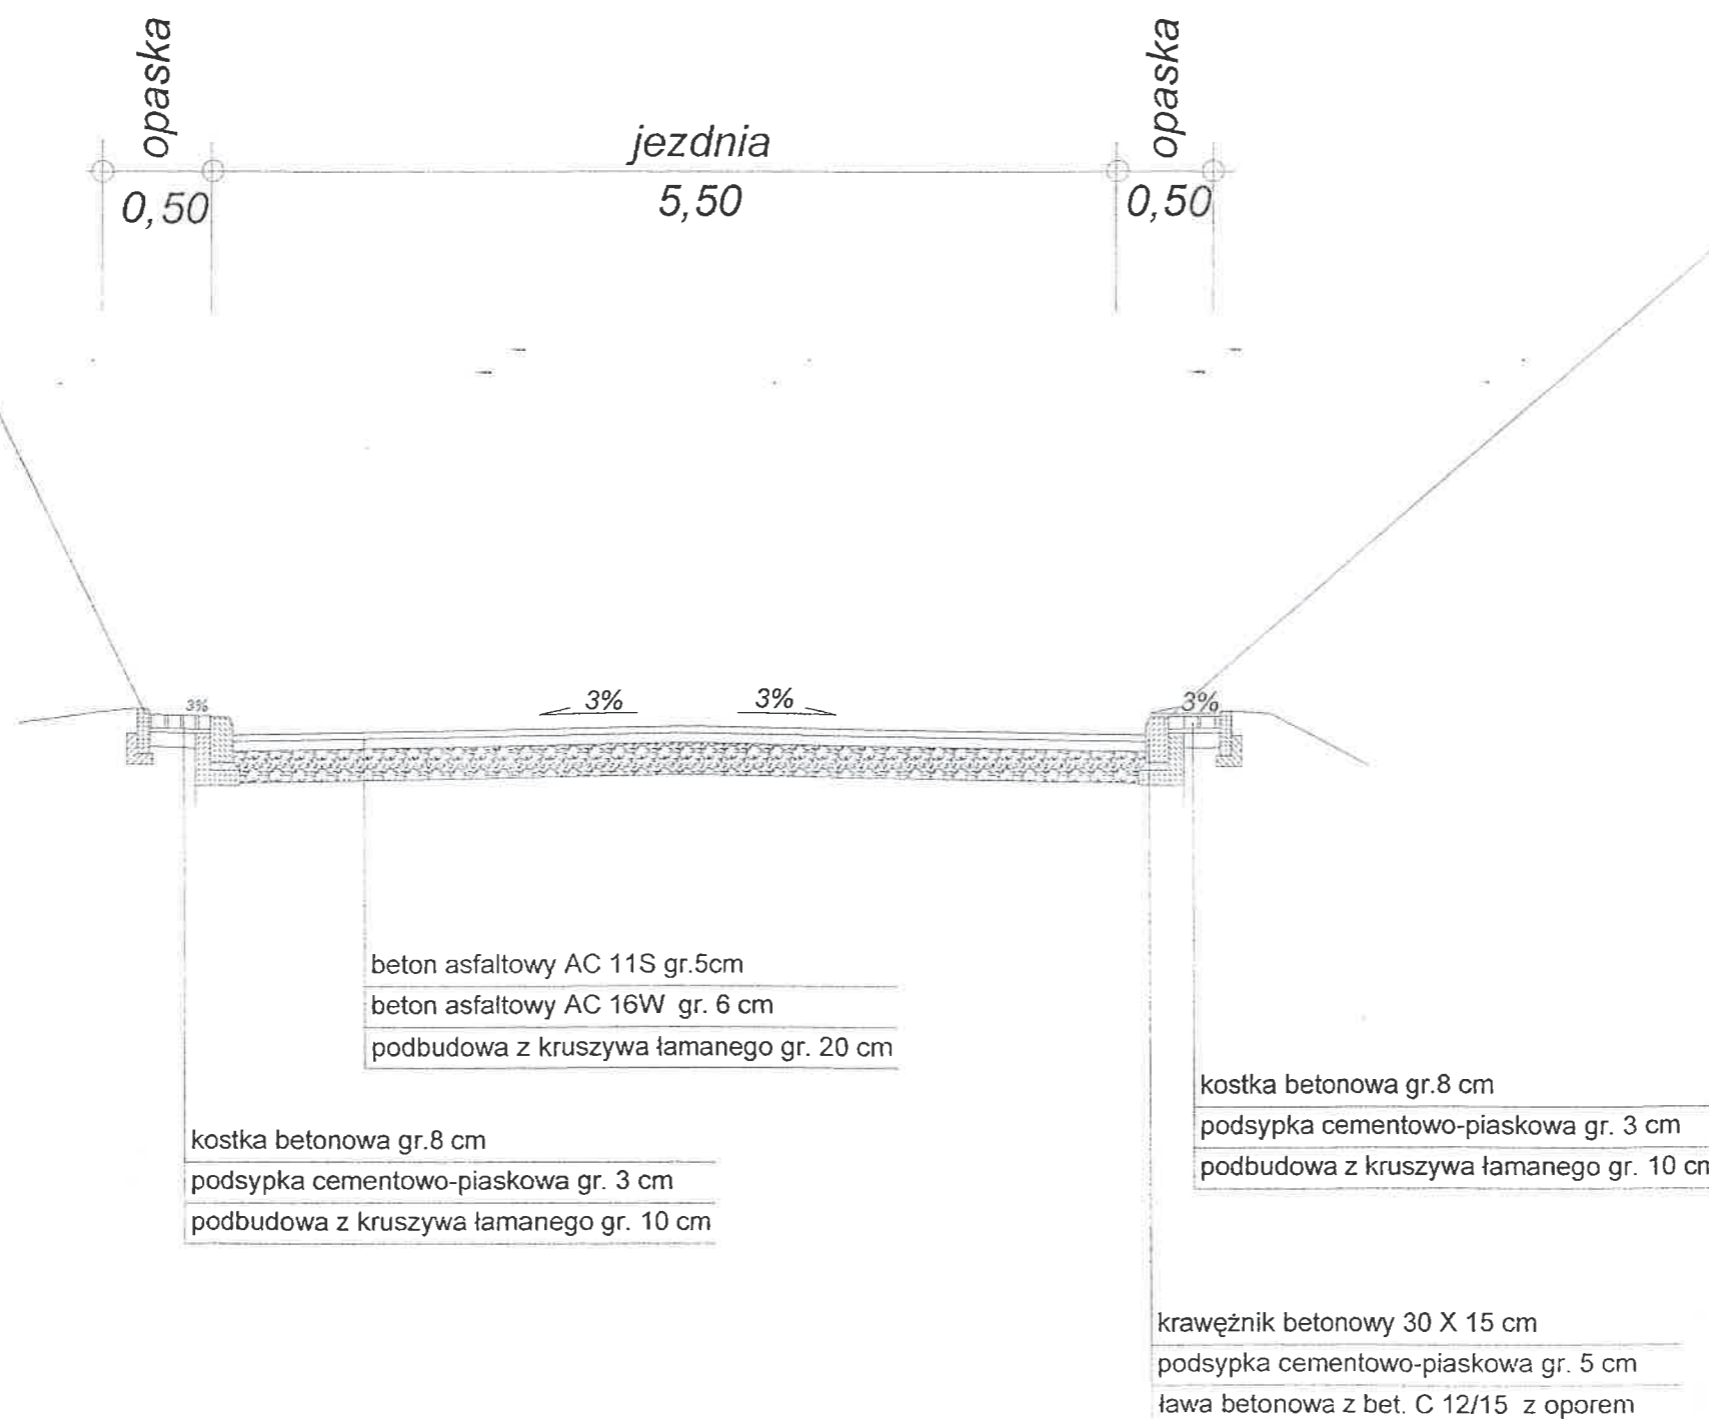 opaska
jezdnia
opaska
0,50
5,50
0,50
3%
3%
3%
3%
beton asfaltowy AC 11S gr.5cm
beton asfaltowy AC 16W gr. 6 cm
podbudowa z kruszywa łamanego gr. 20 cm
kostka betonowa gr.8 cm
podsypka cementowo-piaskowa gr. 3 cm
podbudowa z kruszywa łamanego gr. 10 cm
kostka betonowa gr.8 cm
podsypka cementowo-piaskowa gr. 3 cm
podbudowa z kruszywa łamanego gr. 10 cm
krawężnik betonowy 30 X 15 cm
podsypka cementowo-piaskowa gr. 5 cm
ława betonowa z bet. C 12/15 z oporem